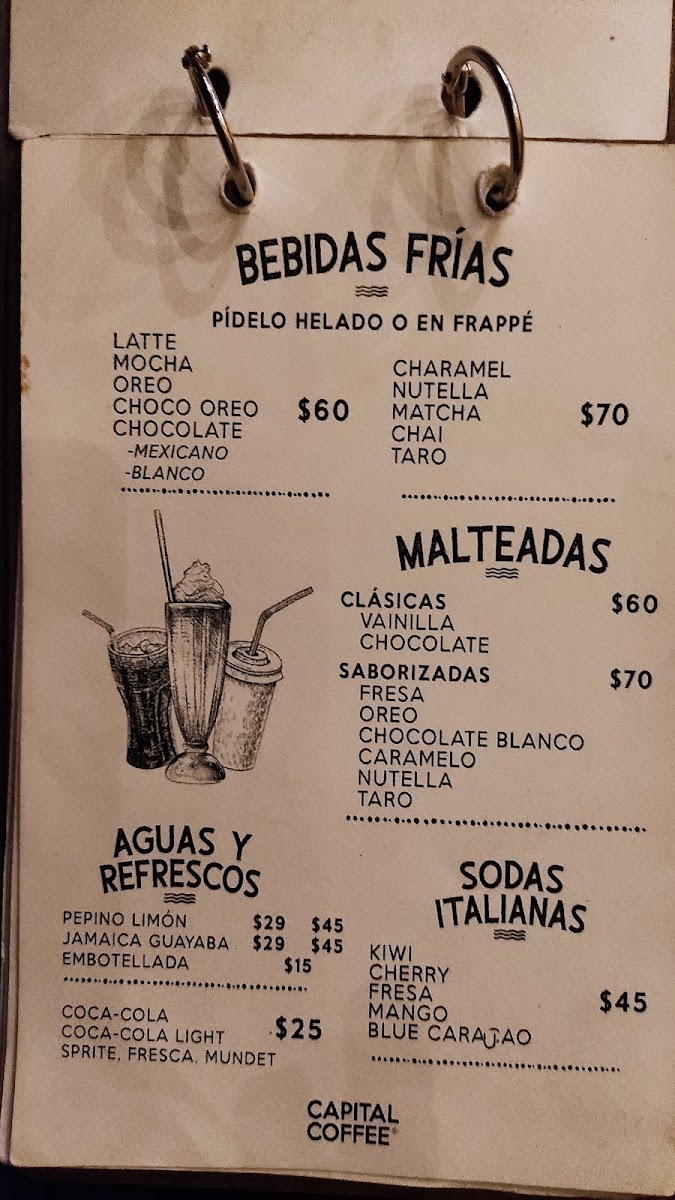 BEBIDAS FRÍAS
PÍDELO HELADO O EN FRAPPÉ
LATTE
MOCHA
OREO
CHOCO OREO $60
CHOCOLATE
-MEXICANO
-BLANCO
CHARAMEL
NUTELLA
MATCHA $70
CHAI
TARO
MALTEADAS
CLÁSICAS $60
VAINILLA
CHOCOLATE
SABORIZADAS $70
FRESA
OREO
CHOCOLATE BLANCO
CARAMELO
NUTELLA
TARO
AGUAS Y
REFRESCOS
PEPINO LIMÓN $29 $45
JAMAICA GUAYABA $29 $45
EMBOTELLADA $15
COCA-COLA
COCA-COLA LIGHT $25
SPRITE, FRESCA, MUNDET
SODAS
ITALIANAS
KIWI
CHERRY
FRESA $45
MANGO
BLUE
CAPITAL
COFFEE